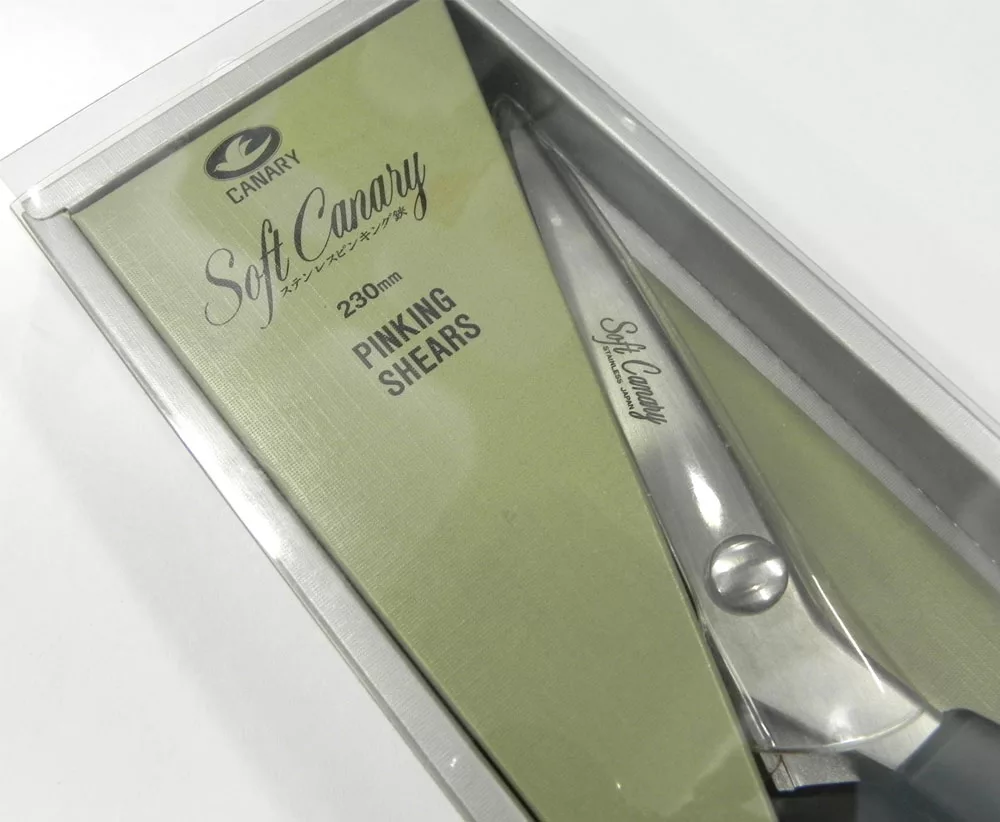 CANARY
Soft Canary
ステンレスピンキング鋏
230mm
PINKING
SHEARS
Soft Canary
STAINLESS JAPAN